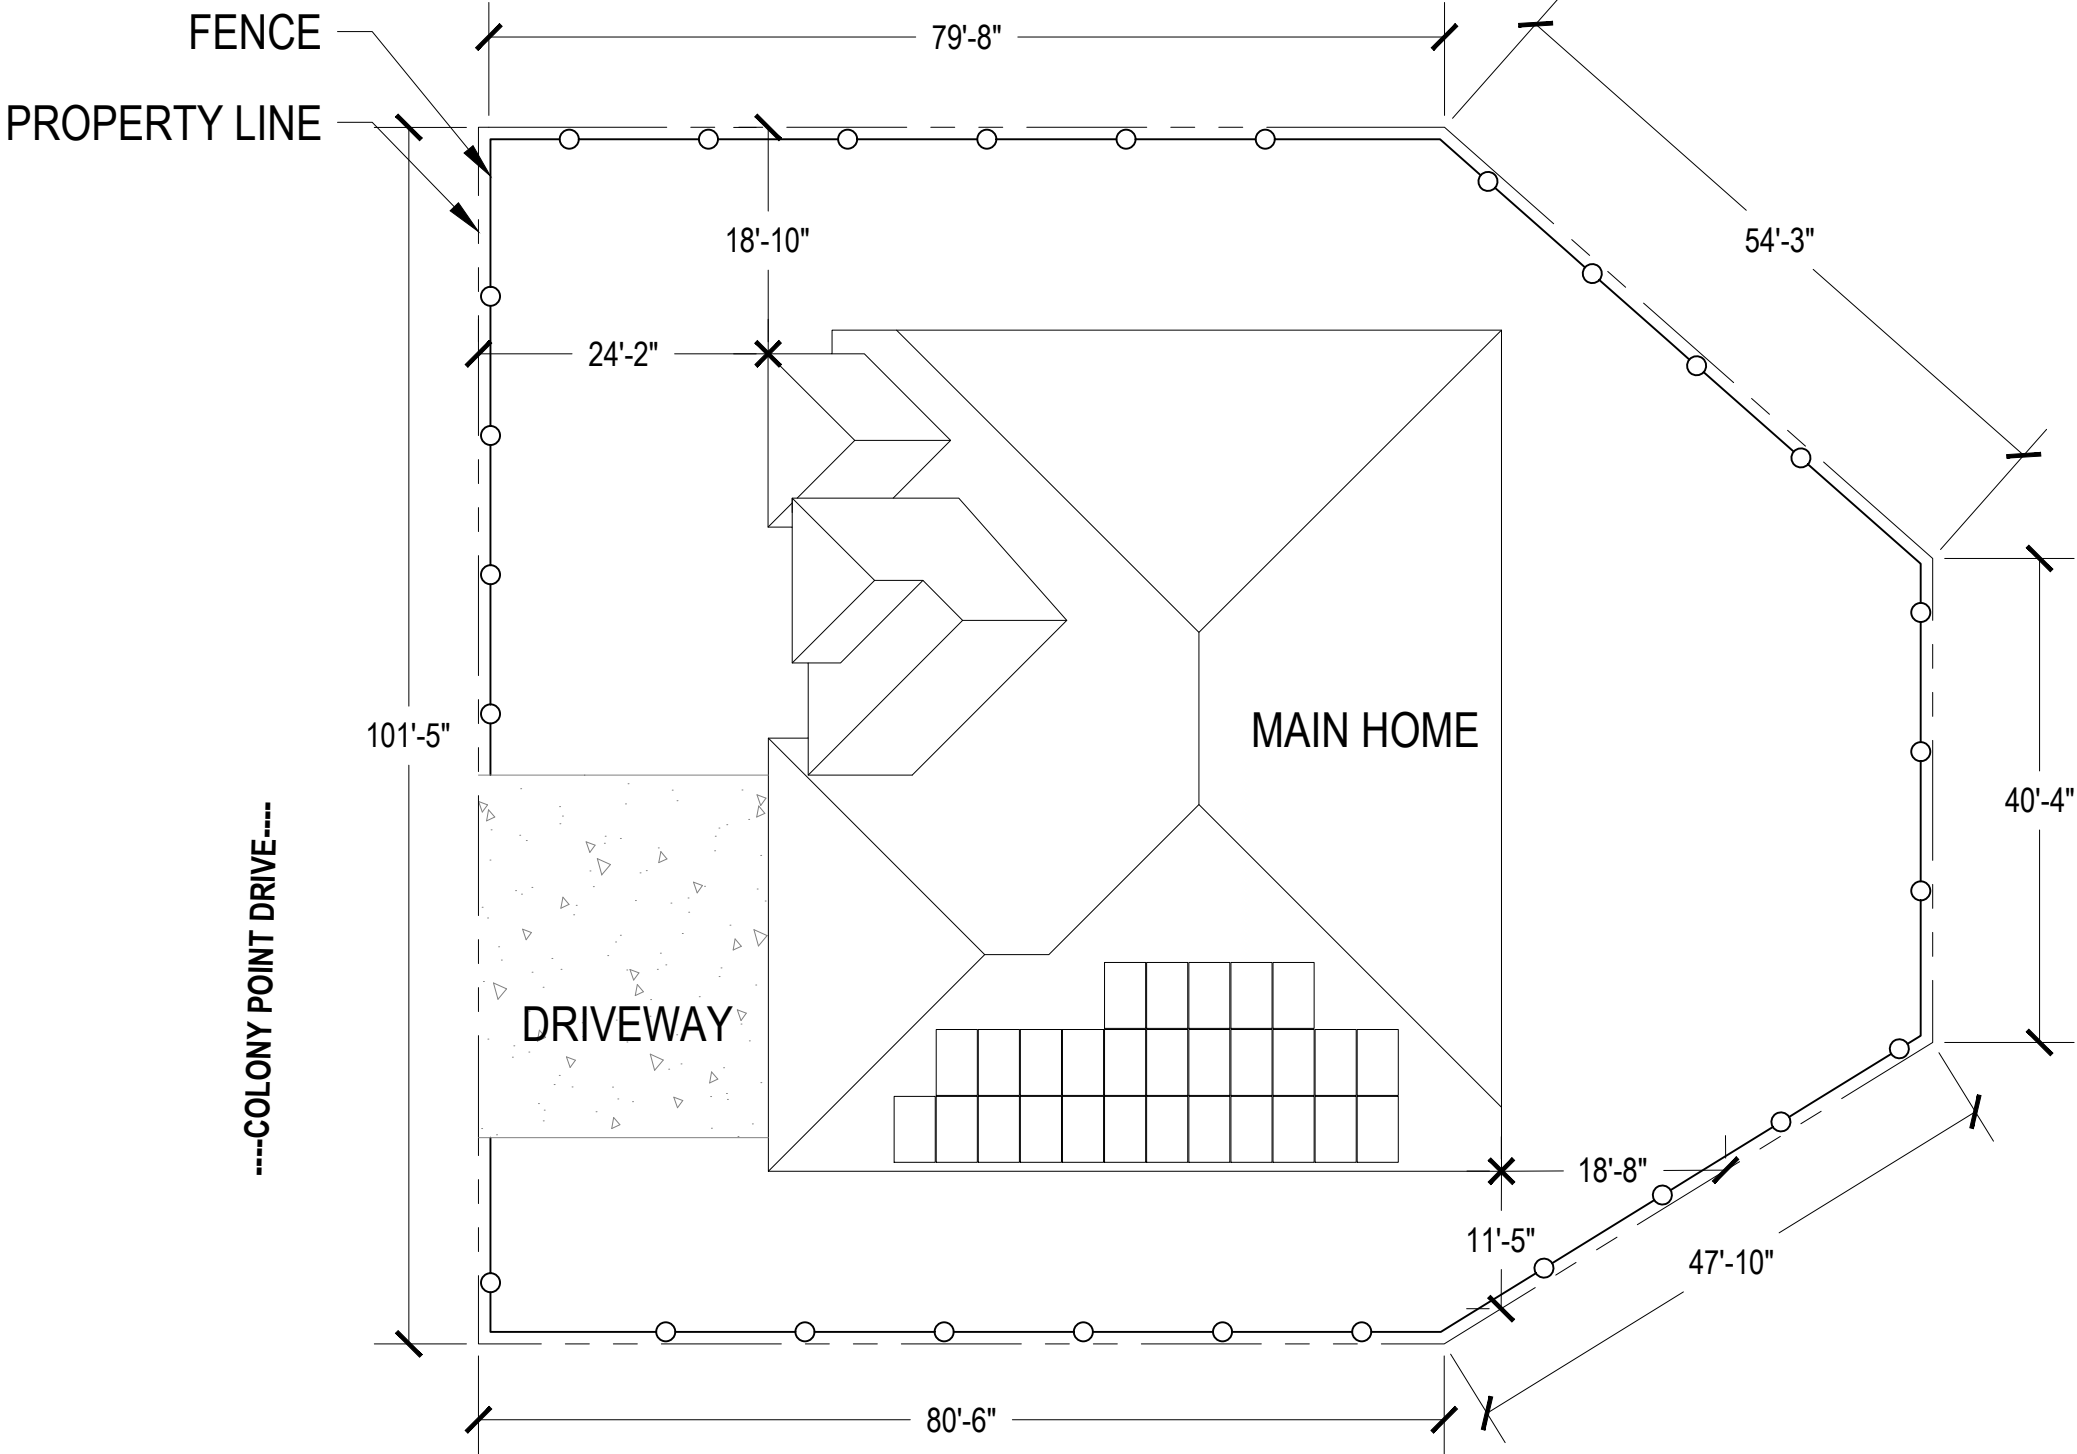 FENCE
79'-8"
PROPERTY LINE
18'-10"
54'-3"
24'-2"
MAIN HOME
101'-5"
40'-4"
----COLONY POINT DRIVE----
DRIVEWAY
18'-8"
11'-5"
47'-10"
80'-6"